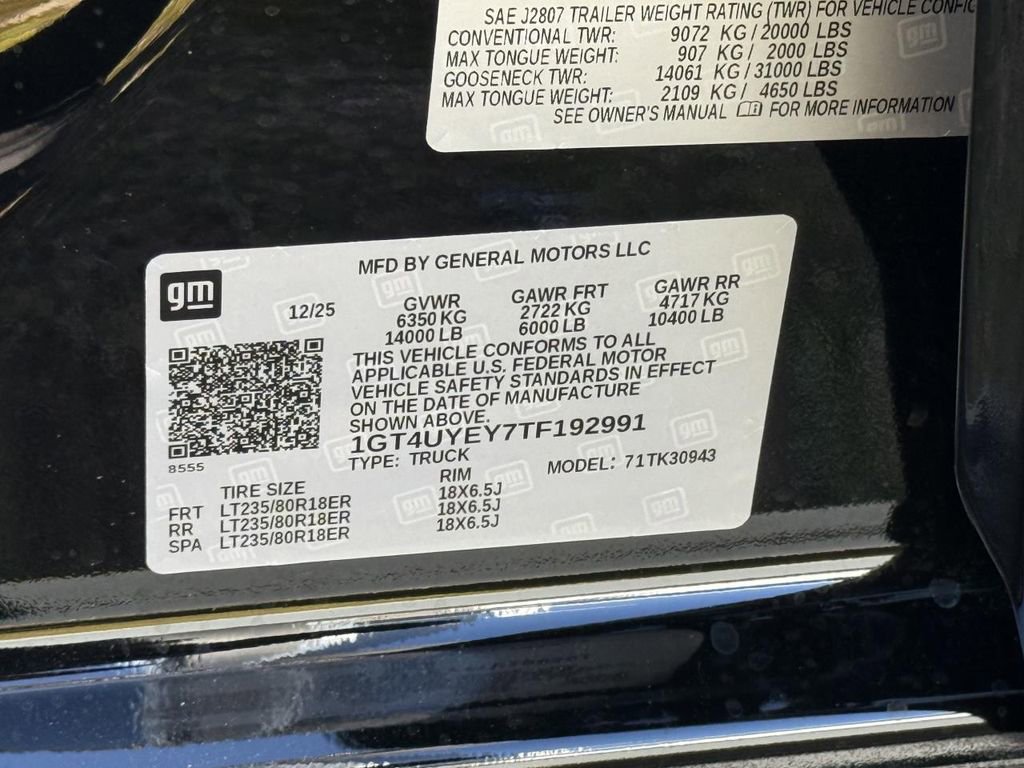 SAE J2807 TRAILER WEIGHT RATING (TWR) FOR VEHICLE
CONVENTIONAL TWR: 9072 KG / 20000 LBS
MAX TONGUE WEIGHT: 907 KG / 2000 LBS
GOOSENECK TWR: 14061 KG / 31000 LBS
MAX TONGUE WEIGHT: 2109 KG / 4650 LBS
SEE OWNER'S MANUAL FOR MORE INFORMATION
gm
MFD BY GENERAL MOTORS LLC
12/25
GVWR GAWR FRT GAWR RR
6350 KG 2722 KG 4717 KG
14000 LB 6000 LB 10400 LB
THIS VEHICLE CONFORMS TO ALL
APPLICABLE U.S. FEDERAL MOTOR
VEHICLE SAFETY STANDARDS IN EFFECT
ON THE DATE OF MANUFACTURE
SHOWN ABOVE.
1GT4UYEY7TF192991
TYPE: TRUCK MODEL: 71TK30943
8555
TIRE SIZE RIM
FRT LT235/80R18ER 18X6.5J
RR LT235/80R18ER 18X6.5J
SPA LT235/80R18ER 18X6.5J